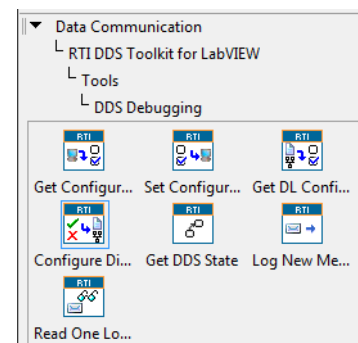 Data Communication
RTI DDS Toolkit for LabVIEW
Tools
DDS Debugging
RTI RTI RTI
Get Configur... Set Configur... Get DL Confi...
RTI RTI RTI
Configure Di... Get DDS State Log New Me...
RTI
Read One Lo...